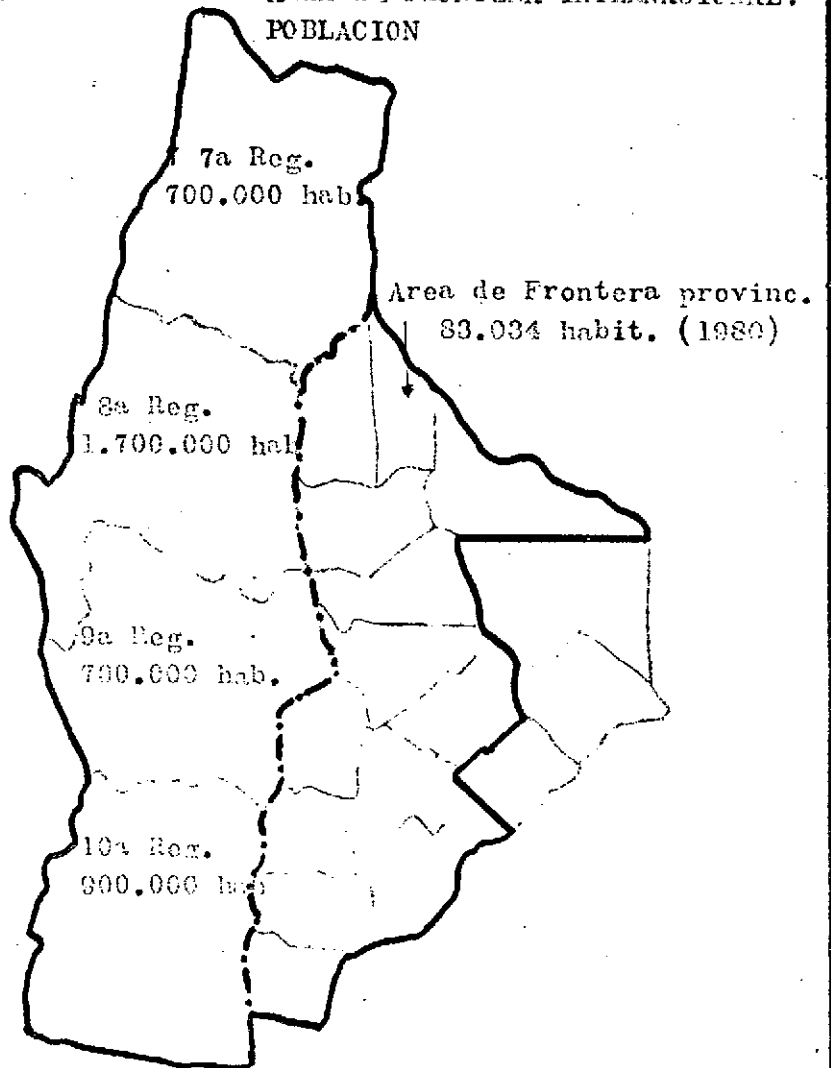 POBLACION
7a Reg.
700.000 hab.
Area de Frontera provinc.
83.034 habit. (1980)
8a Reg.
1.700.000 hab
9a Reg.
700.000 hab.
10a Reg.
900.000 hab